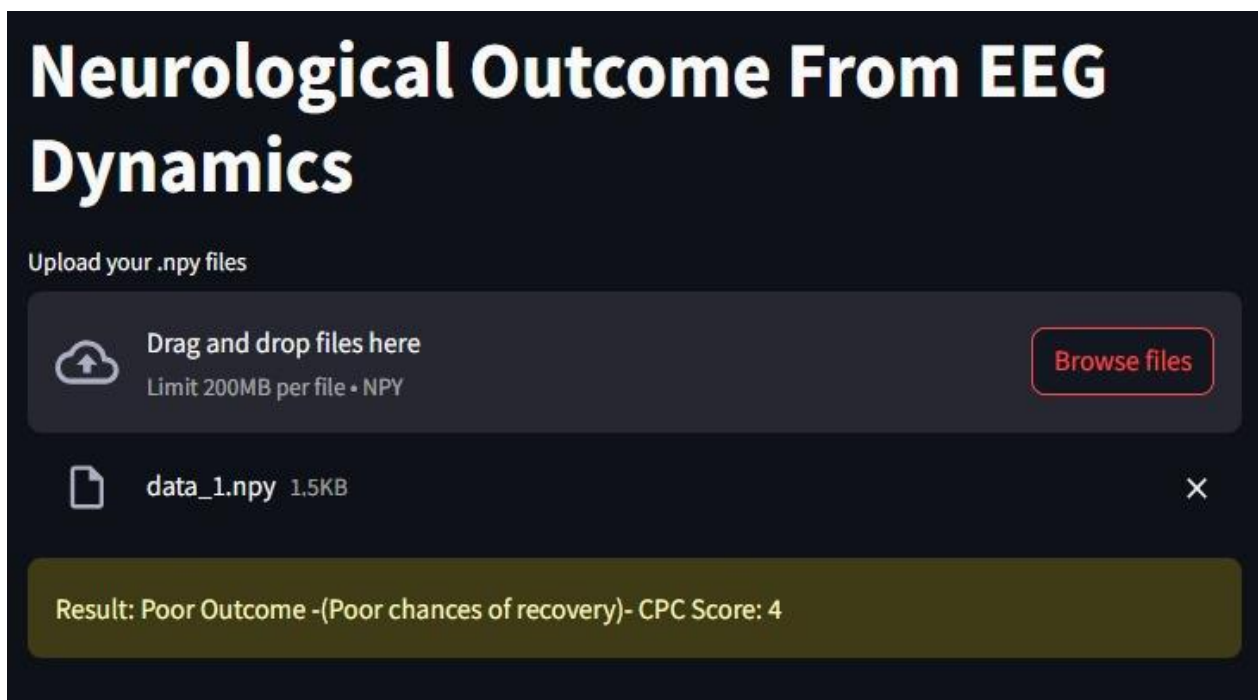 Neurological Outcome From EEG
Dynamics
Upload your .npy files
Drag and drop files here
Limit 200MB per file • NPY
Browse files
data_1.npy 1.5KB
Result: Poor Outcome -(Poor chances of recovery)- CPC Score: 4